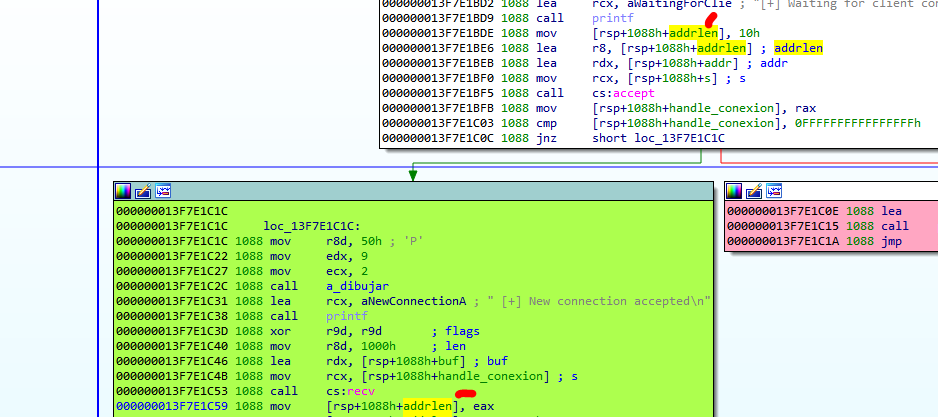 000000013F7E1BD2 1088 lea rcx, aWaitingForClie ; "[+] Waiting for client con
000000013F7E1BD9 1088 call printf
000000013F7E1BDE 1088 mov [rsp+1088h+addrlen], 10h
000000013F7E1BE6 1088 lea r8, [rsp+1088h+addrlen] ; addrlen
000000013F7E1BEB 1088 lea rdx, [rsp+1088h+addr] ; addr
000000013F7E1BF0 1088 mov rcx, [rsp+1088h+s] ; s
000000013F7E1BF5 1088 call cs:accept
000000013F7E1BFB 1088 mov [rsp+1088h+handle_conexion], rax
000000013F7E1C03 1088 cmp [rsp+1088h+handle_conexion], 0FFFFFFFFFFFFFFFFh
000000013F7E1C0C 1088 jnz short loc_13F7E1C1C
000000013F7E1C1C
000000013F7E1C1C loc_13F7E1C1C:
000000013F7E1C1C 1088 mov r8d, 50h ; 'P'
000000013F7E1C22 1088 mov edx, 9
000000013F7E1C27 1088 mov ecx, 2
000000013F7E1C2C 1088 call a_dibujar
000000013F7E1C31 1088 lea rcx, aNewConnectionA ; " [+] New connection accepted\n"
000000013F7E1C38 1088 call printf
000000013F7E1C3D 1088 xor r9d, r9d ; flags
000000013F7E1C40 1088 mov r8d, 1000h ; len
000000013F7E1C46 1088 lea rdx, [rsp+1088h+buf] ; buf
000000013F7E1C4B 1088 mov rcx, [rsp+1088h+handle_conexion] ; s
000000013F7E1C53 1088 call cs:recv
000000013F7E1C59 1088 mov [rsp+1088h+addrlen], eax
000000013F7E1C0E 1088 lea
000000013F7E1C15 1088 call
000000013F7E1C1A 1088 jmp